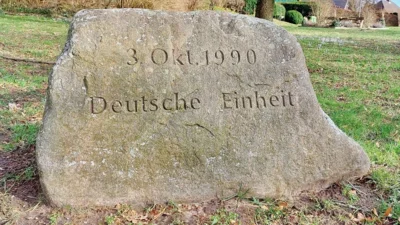 3. Okt. 1990
Deutsche Einheit